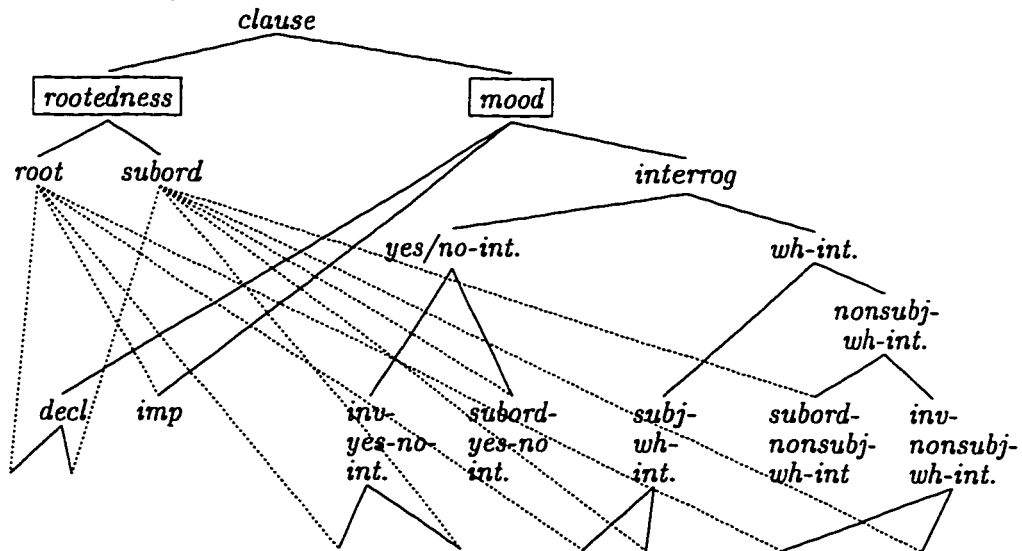 clause
rootedness
mood
root
subord
interrog
yes/no-int.
wh-int.
nonsubj-
wh-int.
decl
imp
inv-
yes-no-
int.
subord-
yes-no
int.
subj-
wh-
int.
subord-
nonsubj-
wh-int
inv-
nonsubj-
wh-int.